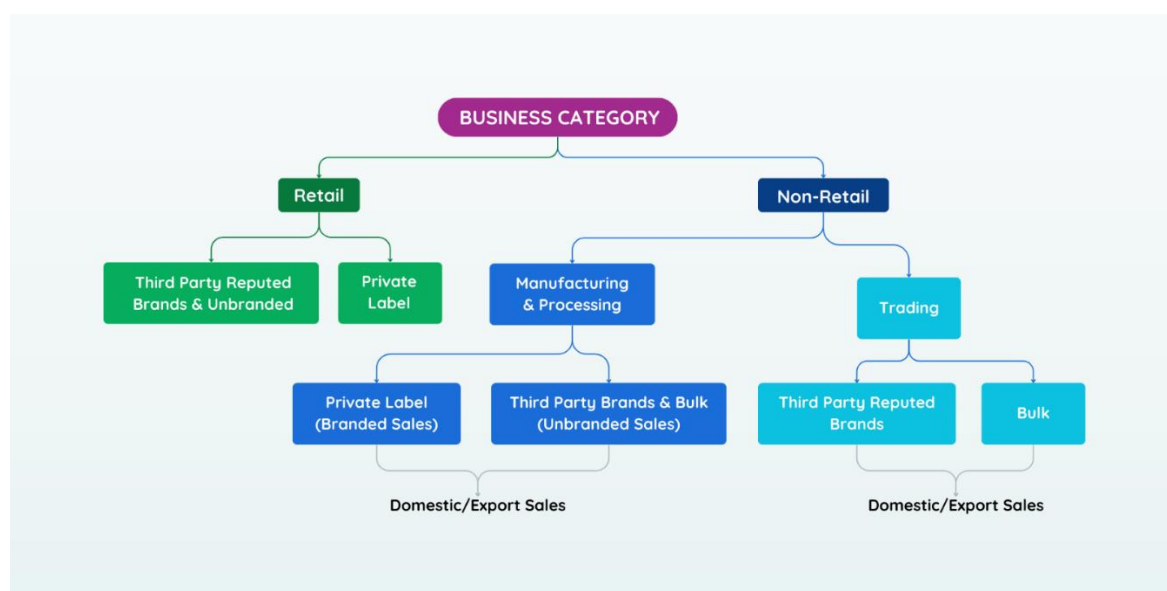 BUSINESS CATEGORY
Retail
Non-Retail
Third Party Reputed
Brands & Unbranded
Private
Label
Manufacturing
& Processing
Trading
Private Label
(Branded Sales)
Third Party Brands & Bulk
(Unbranded Sales)
Third Party Reputed
Brands
Bulk
Domestic/Export Sales
Domestic/Export Sales